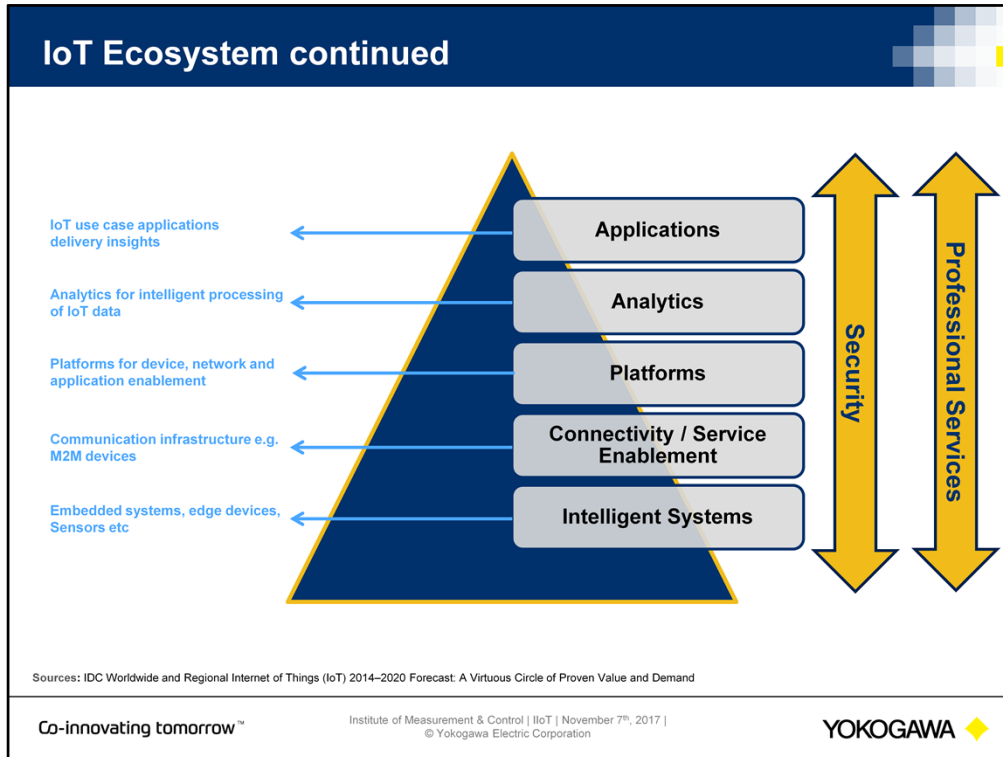 IoT Ecosystem continued
IoT use case applications
delivery insights
Applications
Analytics for intelligent processing
of IoT data
Analytics
Platforms for device, network and
application enablement
Platforms
Communication infrastructure e.g.
M2M devices
Connectivity / Service
Enablement
Embedded systems, edge devices,
Sensors etc
Intelligent Systems
Security
Professional Services
Sources: IDC Worldwide and Regional Internet of Things (IoT) 2014–2020 Forecast: A Virtuous Circle of Proven Value and Demand
Co-innovating tomorrow™
Institute of Measurement & Control | IIoT | November 7th, 2017 |
© Yokogawa Electric Corporation
YOKOGAWA